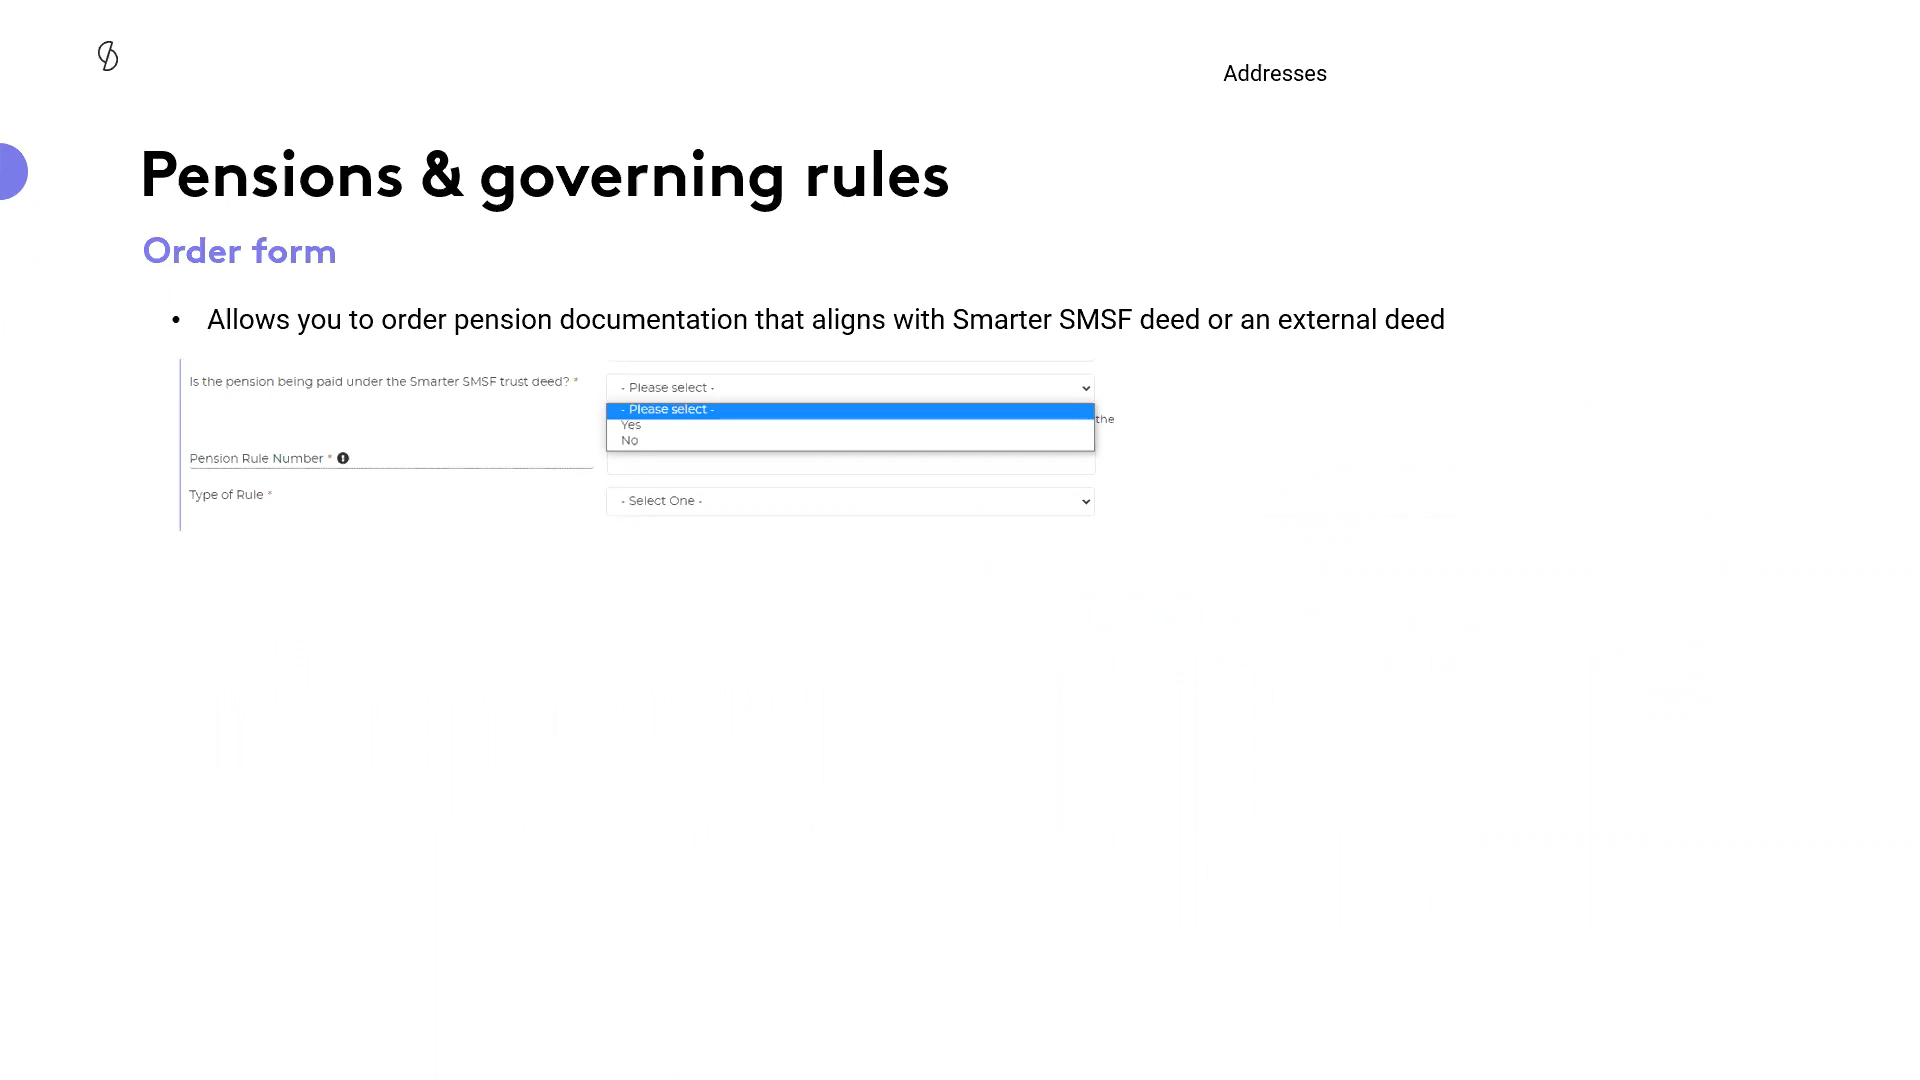 Addresses
Pensions & governing rules
Order form
• Allows you to order pension documentation that aligns with Smarter SMSF deed or an external deed
Is the pension being paid under the Smarter SMSF trust deed? *
- Please select -
- Please select -
the
Yes
No
Pension Rule Number *
Type of Rule *
- Select One -